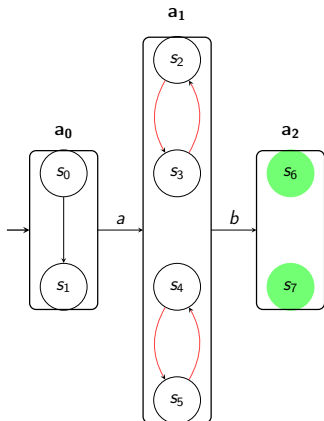 a₁
s₂
a₀
a₂
s₀
s₃
s₆
a
b
s₁
s₄
s₇
s₅